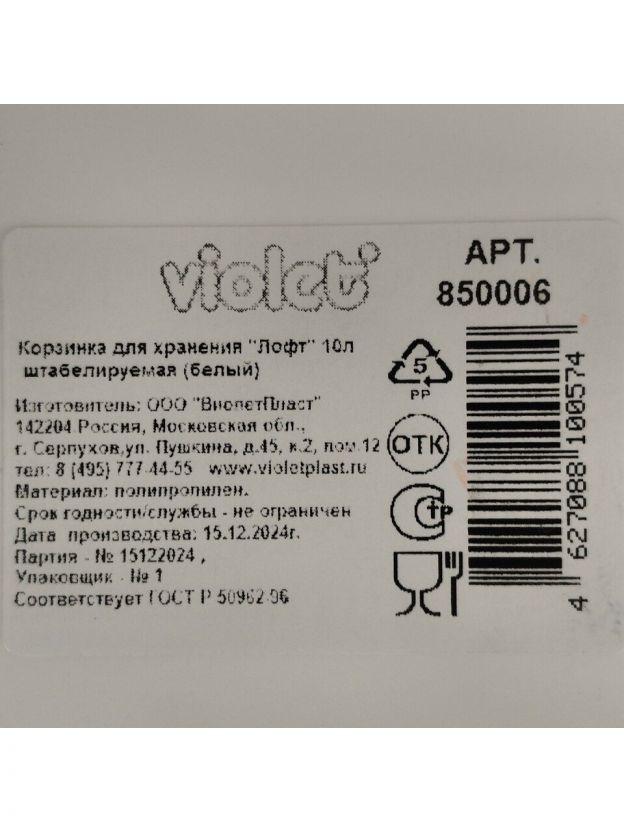 violet
АРТ.
850006
Корзинка для хранения "Лофт" 10л
штабелируемая (белый)
Изготовитель: ООО "ВиолетПласт"
142204 Россия, Московская обл.,
г. Серпухов,ул. Пушкина, д.45, к.2, пом.12
тел: 8 (495) 777-44-55 www.violetplast.ru
Материал: полипропилен.
Срок годности/службы - не ограничен
Дата производства: 15.12.2024г.
Партия - № 15122024 ,
Упаковщик - № 1
Соответствует ГОСТ Р 50962-96
5
PP
ОТК
4 627088 100574